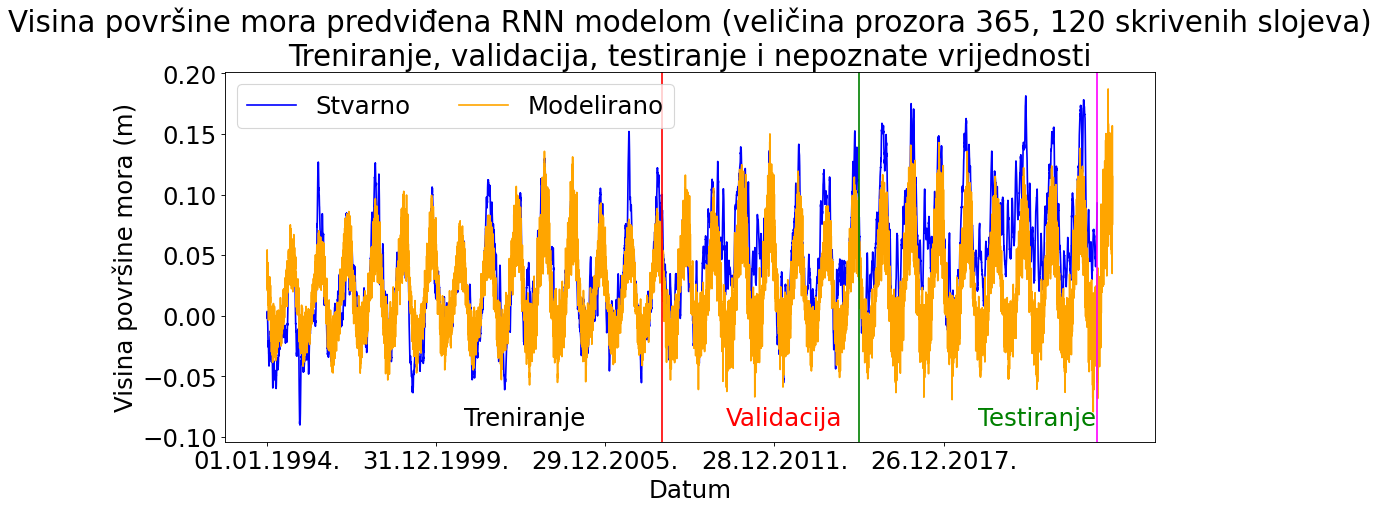 Visina površine mora predviđena RNN modelom (veličina prozora 365, 120 skrivenih slojeva)
Treniranje, validacija, testiranje i nepoznate vrijednosti
Visina površine mora (m)
0.20
0.15
0.10
0.05
0.00
−0.05
−0.10
Stvarno
Modelirano
Treniranje
Validacija
Testiranje
01.01.1994.
31.12.1999.
29.12.2005.
28.12.2011.
26.12.2017.
Datum